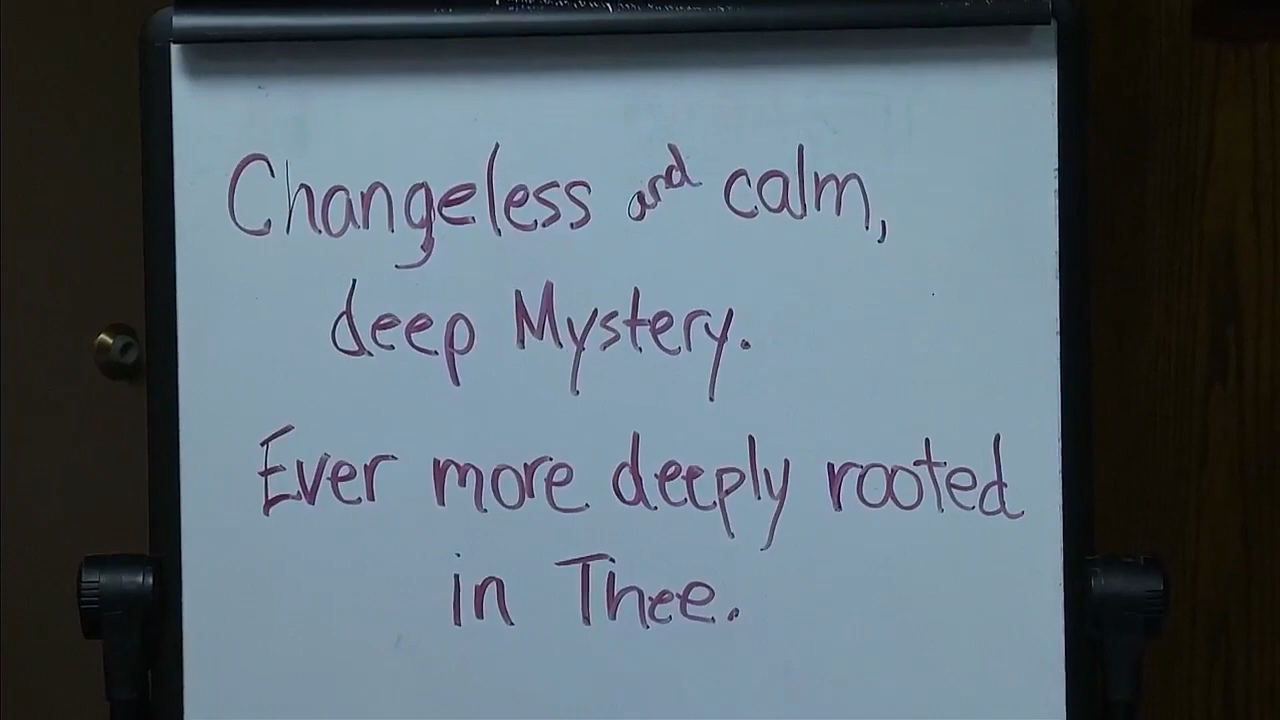 Changeless and calm,
deep Mystery.
Ever more deeply rooted
in Thee.